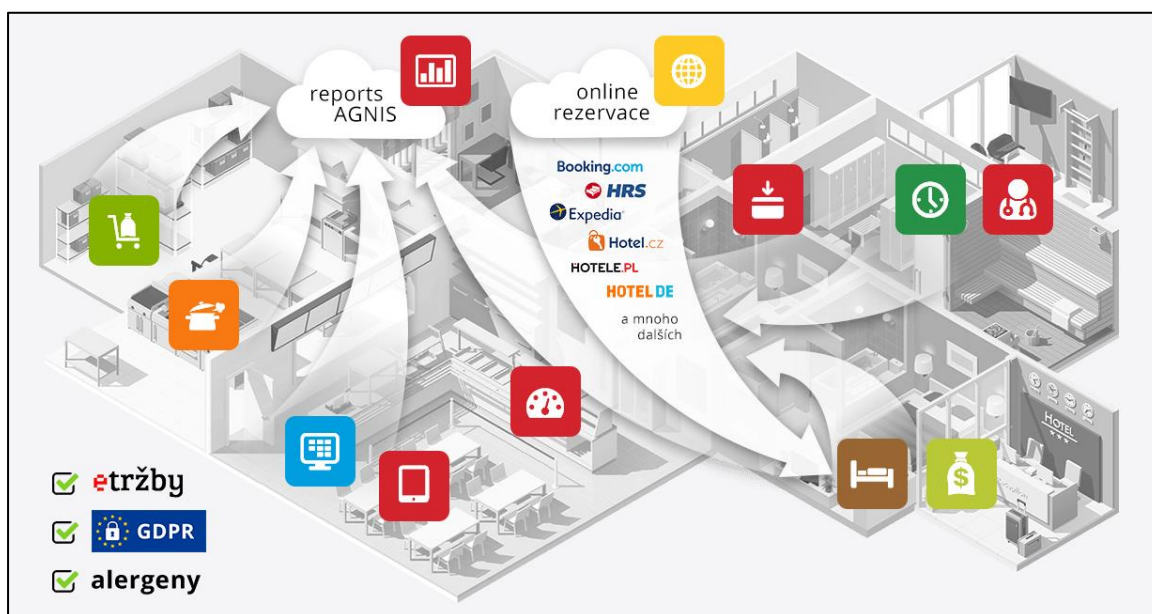 reports
AGNIS
online
rezervace
Booking.com
HRS
Expedia
Hotel.cz
HOTELE.PL
HOTEL DE
a mnoho
dalších
HOTEL
etržby
GDPR
alergeny